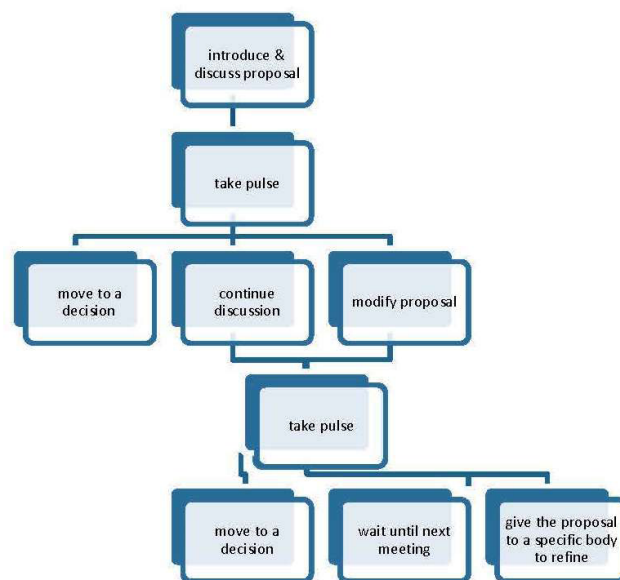 introduce &
discuss proposal
take pulse
move to a
decision
continue
discussion
modify proposal
take pulse
move to a
decision
wait until next
meeting
give the proposal
to a specific body
to refine